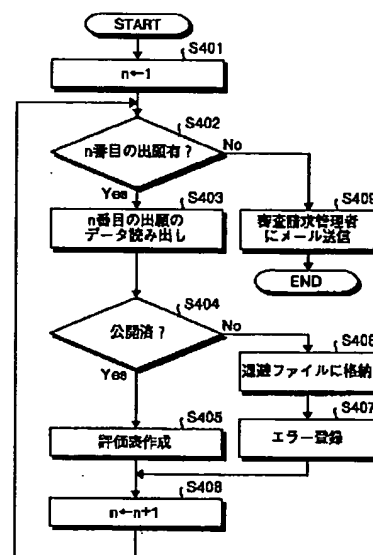 START
S401
n←1
S402
n番目の出願有?
No
Yes
S403
n番目の出願の
データ読み出し
S409
審査請求管理者
にメール送信
END
S404
公開済?
No
Yes
S406
退避ファイルに格納
S405
評価表作成
S407
エラー登録
S408
n←n+1